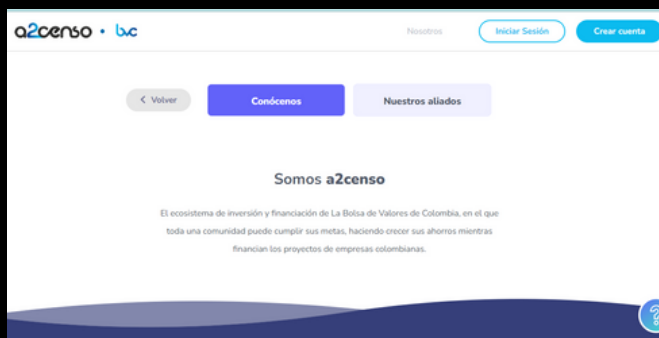 a2censo • bvc
Nosotros
Iniciar Sesión
Crear cuenta
Volver
Conócenos
Nuestros aliados
Somos a2censo
El ecosistema de inversión y financiación de La Bolsa de Valores de Colombia, en el que
toda una comunidad puede cumplir sus metas, haciendo crecer sus ahorros mientras
financian los proyectos de empresas colombianas.